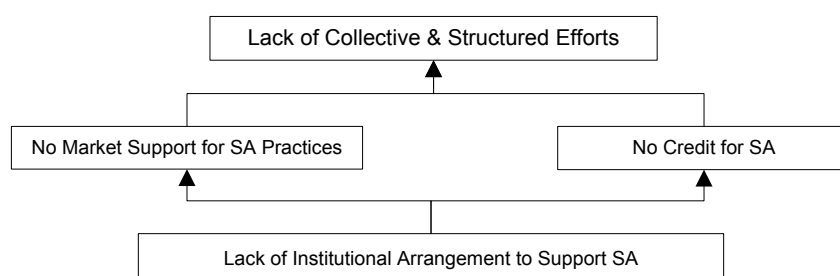 Lack of Collective & Structured Efforts
No Market Support for SA Practices
No Credit for SA
Lack of Institutional Arrangement to Support SA